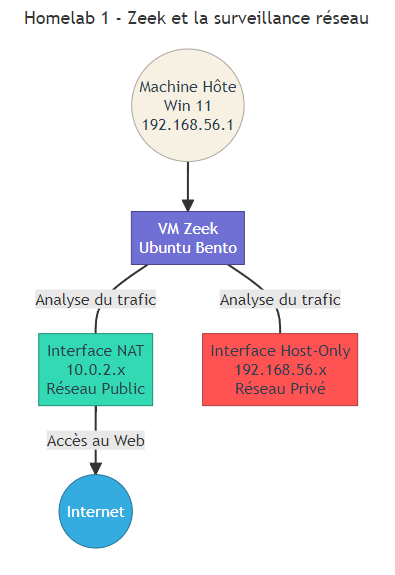 Homelab 1 - Zeek et la surveillance réseau
Machine Hôte
Win 11
192.168.56.1
VM Zeek
Ubuntu Bento
Analyse du trafic
Analyse du trafic
Interface NAT
10.0.2.x
Réseau Public
Interface Host-Only
192.168.56.x
Réseau Privé
Accès au Web
Internet